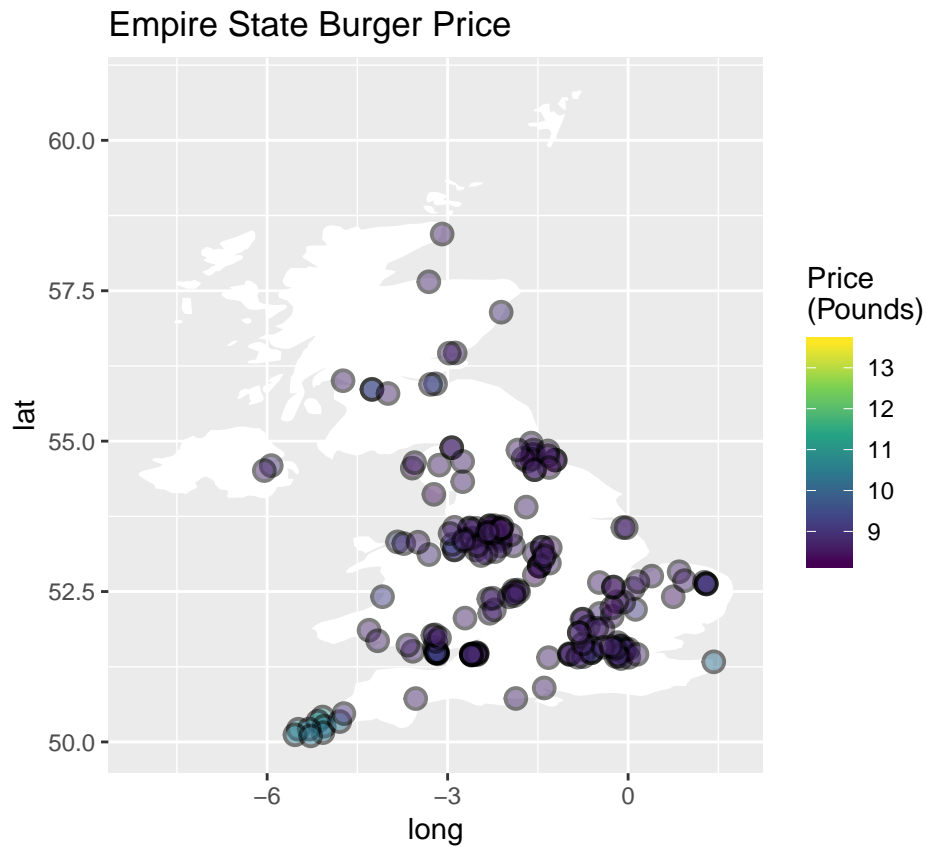 Empire State Burger Price
60.0
57.5
55.0
52.5
50.0
lat
−6
−3
0
long
Price
(Pounds)
13
12
11
10
9